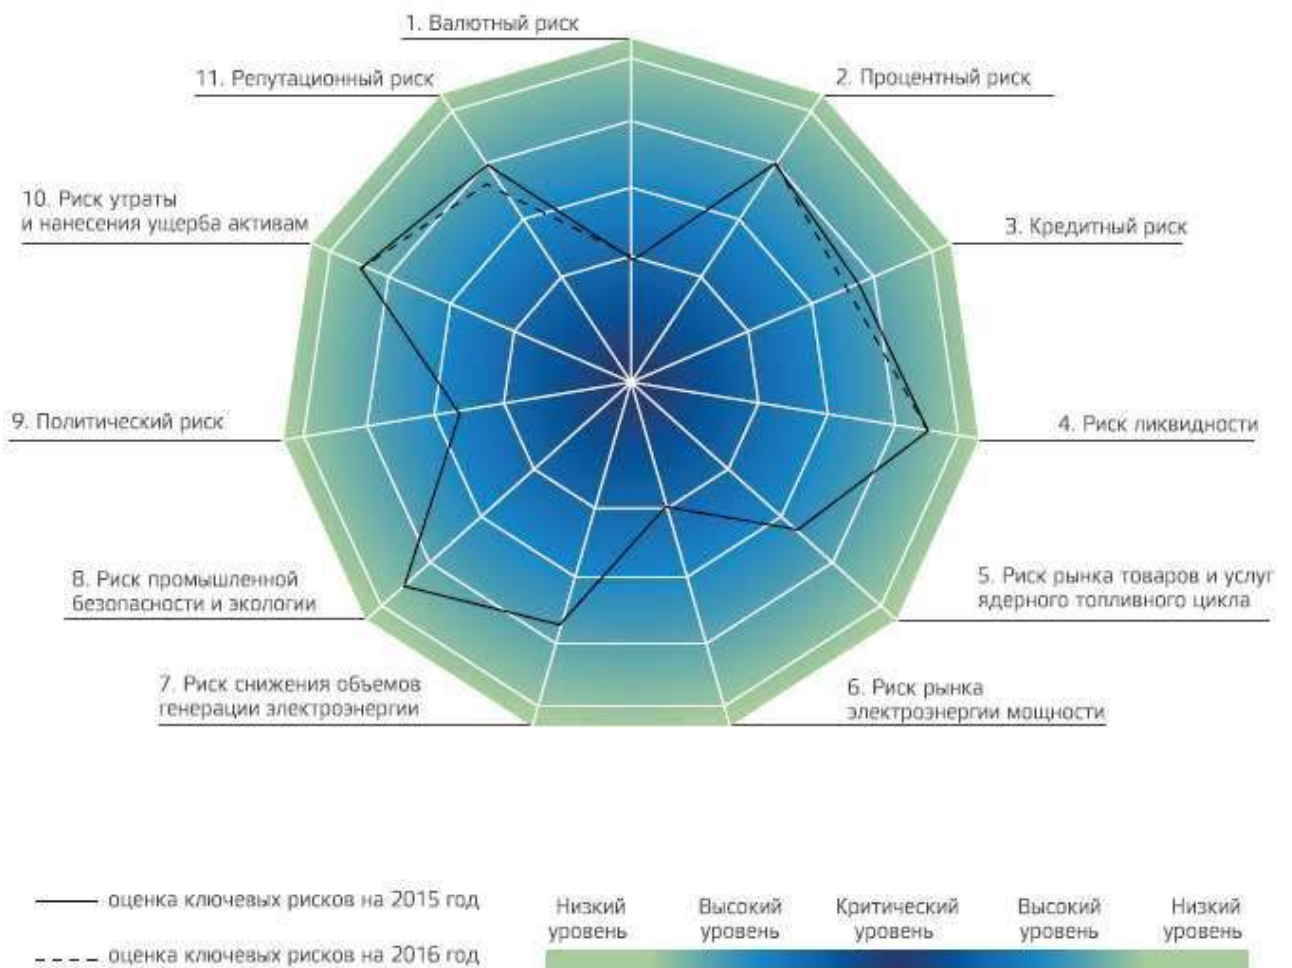 1. Валютный риск
11. Репутационный риск
2. Процентный риск
10. Риск утраты
и нанесения ущерба активам
3. Кредитный риск
9. Политический риск
4. Риск ликвидности
8. Риск промышленной
безопасности и экологии
5. Риск рынка товаров и услуг
ядерного топливного цикла
7. Риск снижения объемов
генерации электроэнергии
6. Риск рынка
электроэнергии мощности
оценка ключевых рисков на 2015 год
оценка ключевых рисков на 2016 год
Низкий
уровень
Высокий
уровень
Критический
уровень
Высокий
уровень
Низкий
уровень